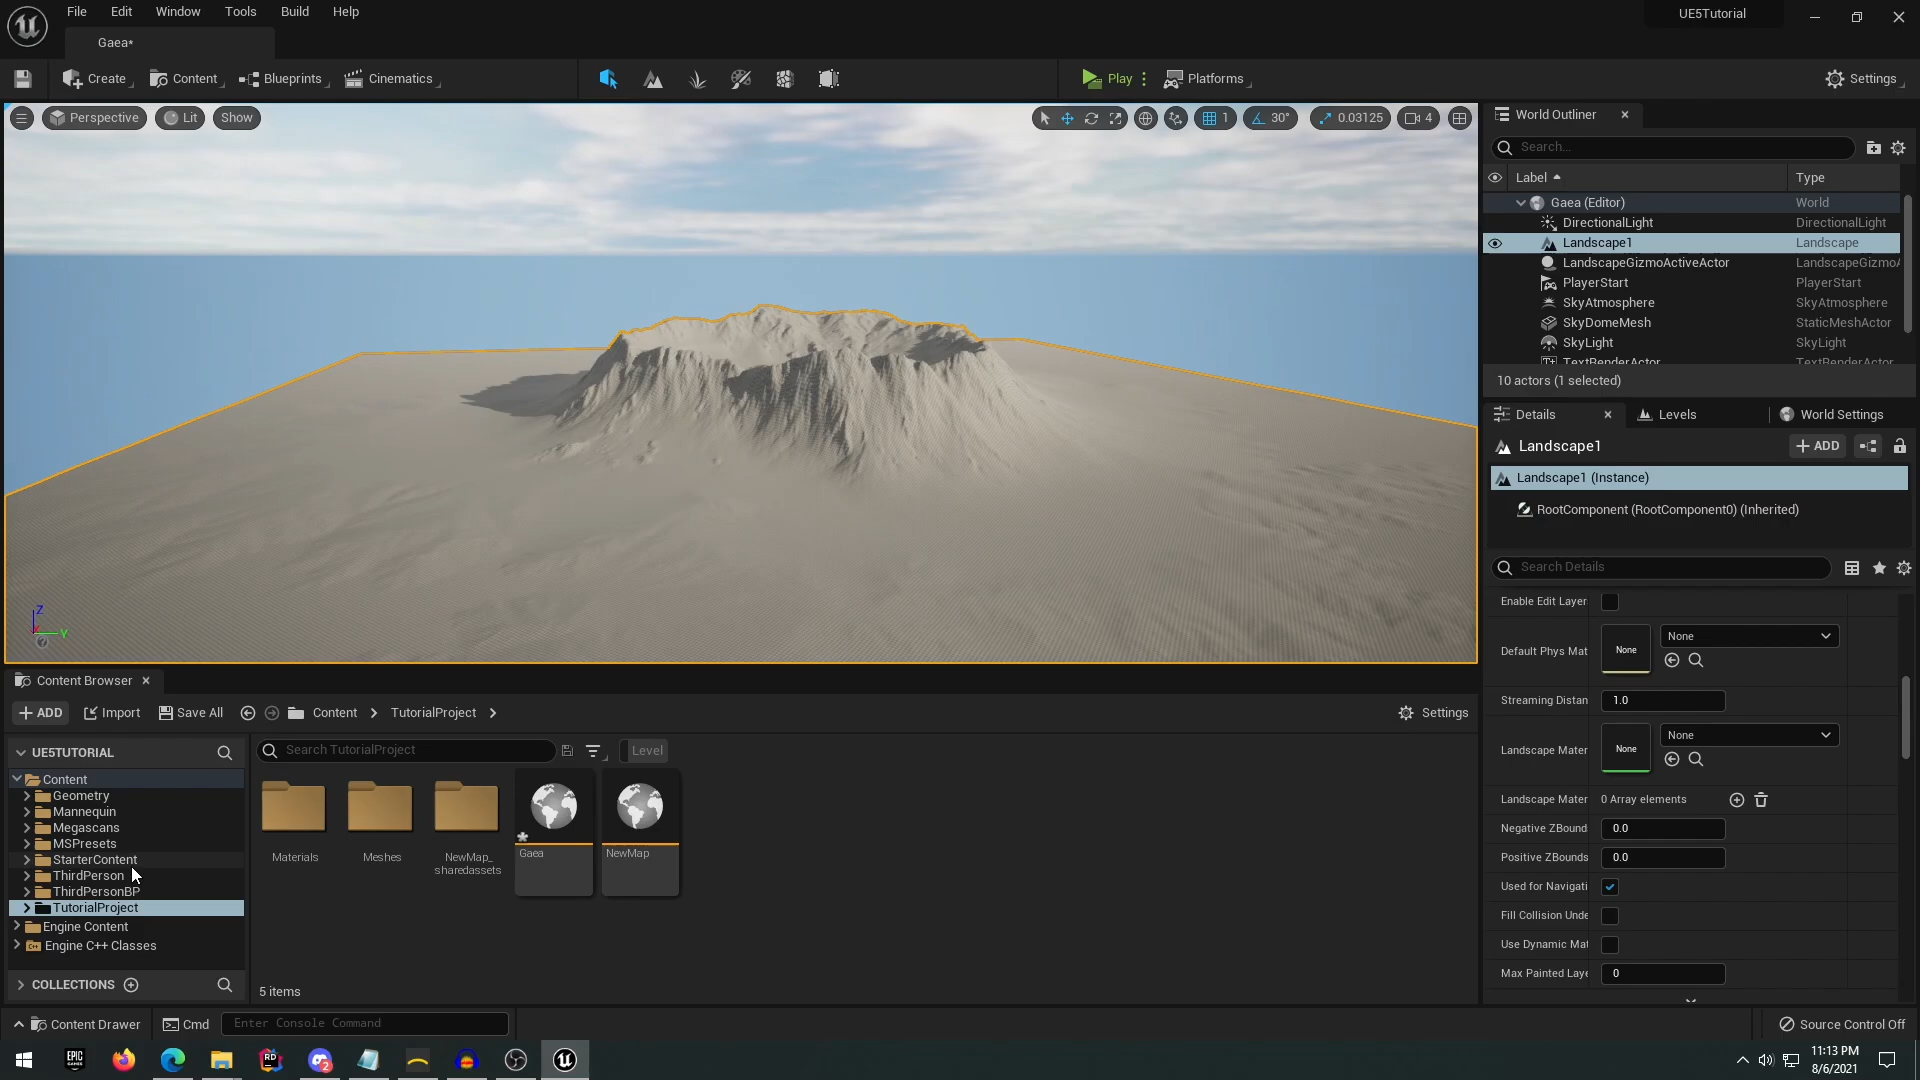 File Edit Window Tools Build Help
UE5Tutorial
Gaea*
Create Content Blueprints Cinematics Play Platforms Settings
Perspective Lit Show 1 30° 0.03125 4
World Outliner
Search...
Label Type
Gaea (Editor) World
DirectionalLight DirectionalLight
Landscape1 Landscape
LandscapeGizmoActiveActor LandscapeGizmoA
PlayerStart PlayerStart
SkyAtmosphere SkyAtmosphere
SkyDomeMesh StaticMeshActor
SkyLight SkyLight
TextRenderActor TextRenderActor
10 actors (1 selected)
Details Levels World Settings
Landscape1 ADD
Landscape1 (Instance)
RootComponent (RootComponent0) (Inherited)
Search Details
Enable Edit Layer
Default Phys Mat None None
Streaming Distan 1.0
Landscape Mater None None
Landscape Mater 0 Array elements
Negative ZBound 0.0
Positive ZBounds 0.0
Used for Navigati
Fill Collision Unde
Use Dynamic Mat
Max Painted Laye 0
Z
X Y
Content Browser
ADD Import Save All Content TutorialProject Settings
UE5TUTORIAL
Search TutorialProject Level
Content
Geometry
Mannequin
Megascans
MSPresets
StarterContent
ThirdPerson
ThirdPersonBP
TutorialProject
Engine Content
C++ Engine C++ Classes
COLLECTIONS
Materials
Meshes
NewMap_
sharedassets
Gaea
NewMap
5 items
Content Drawer Cmd Enter Console Command Source Control Off
EPIC
GAMES
RD
2
11:13 PM
8/6/2021